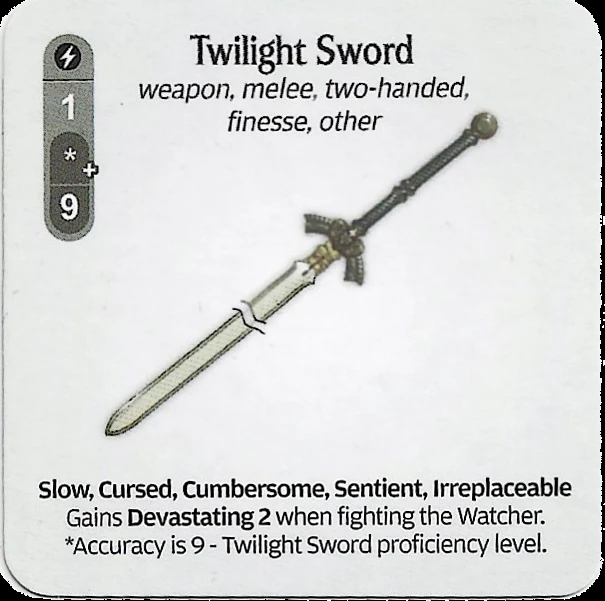 Twilight Sword
weapon, melee, two-handed,
finesse, other
1
*+
9
Slow, Cursed, Cumbersome, Sentient, Irreplaceable
Gains Devastating 2 when fighting the Watcher.
*Accuracy is 9 - Twilight Sword proficiency level.